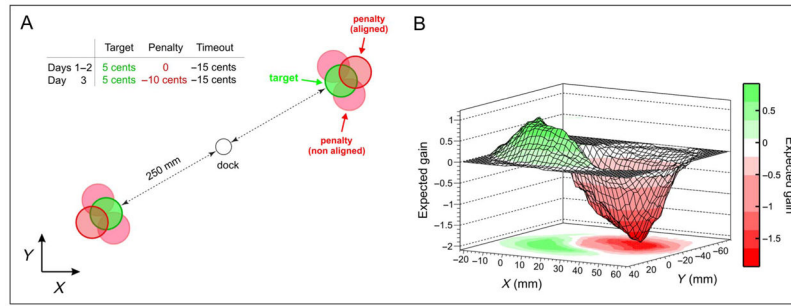 A
Target Penalty Timeout
Days 1–2 5 cents 0 −15 cents
Day 3 5 cents −10 cents −15 cents
penalty
(aligned)
target
penalty
(non aligned)
250 mm
dock
Y
X
B
Expected gain
1
0.5
0
-0.5
-1
-1.5
-2
-20 -10 0 10 20 30 40 50 60
X (mm)
40 20 0 -20 -40 -60
Y (mm)
0.5
0
−0.5
−1
−1.5
Expected gain